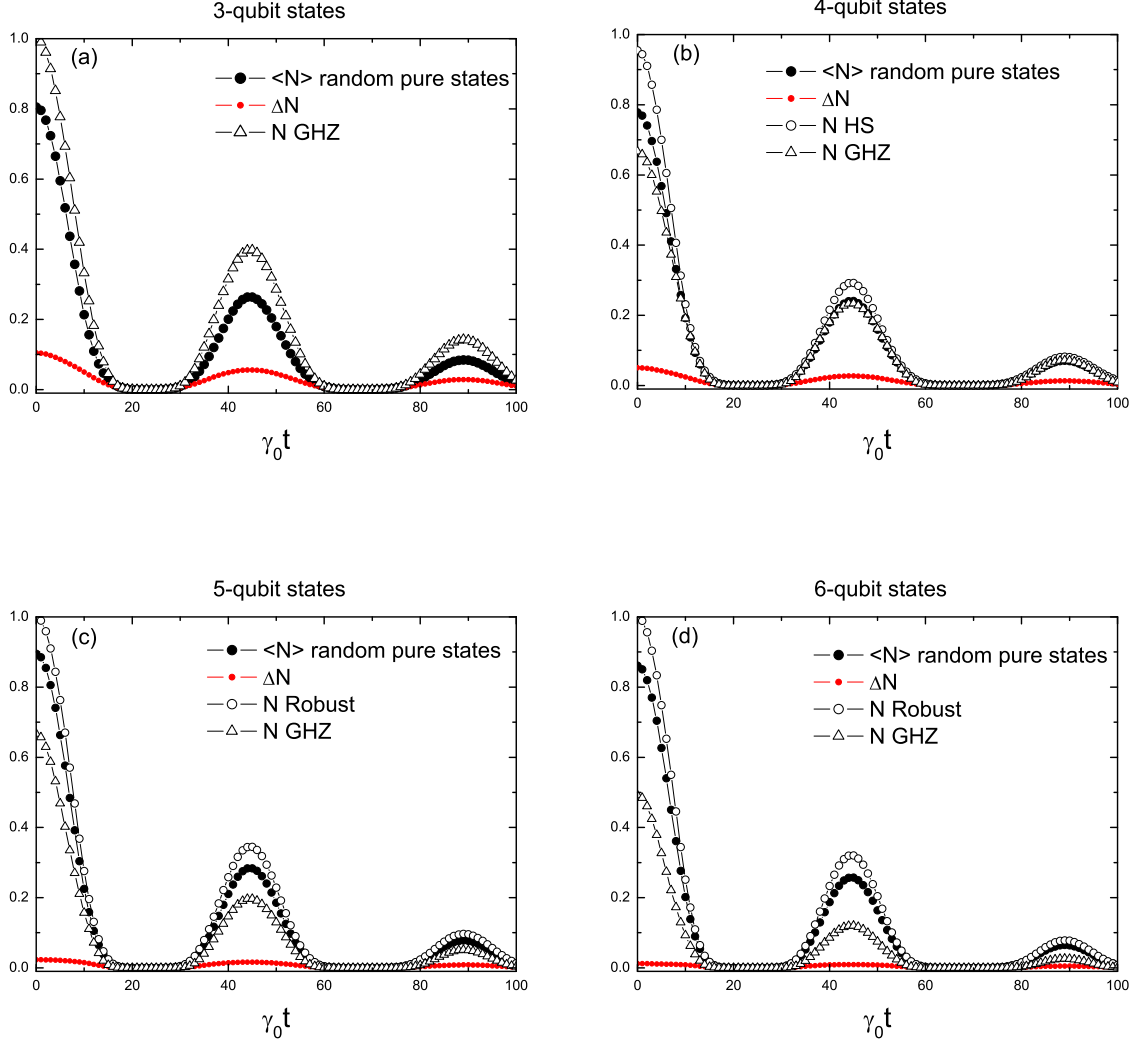 3-qubit states
(a)
<N> random pure states
ΔN
N GHZ
1.0
0.8
0.6
0.4
0.2
0.0
0 20 40 60 80 100
γ₀t
4-qubit states
(b)
<N> random pure states
ΔN
N HS
N GHZ
1.0
0.8
0.6
0.4
0.2
0.0
0 20 40 60 80 100
γ₀t
5-qubit states
(c)
<N> random pure states
ΔN
N Robust
N GHZ
1.0
0.8
0.6
0.4
0.2
0.0
0 20 40 60 80 100
γ₀t
6-qubit states
(d)
<N> random pure states
ΔN
N Robust
N GHZ
1.0
0.8
0.6
0.4
0.2
0.0
0 20 40 60 80 100
γ₀t